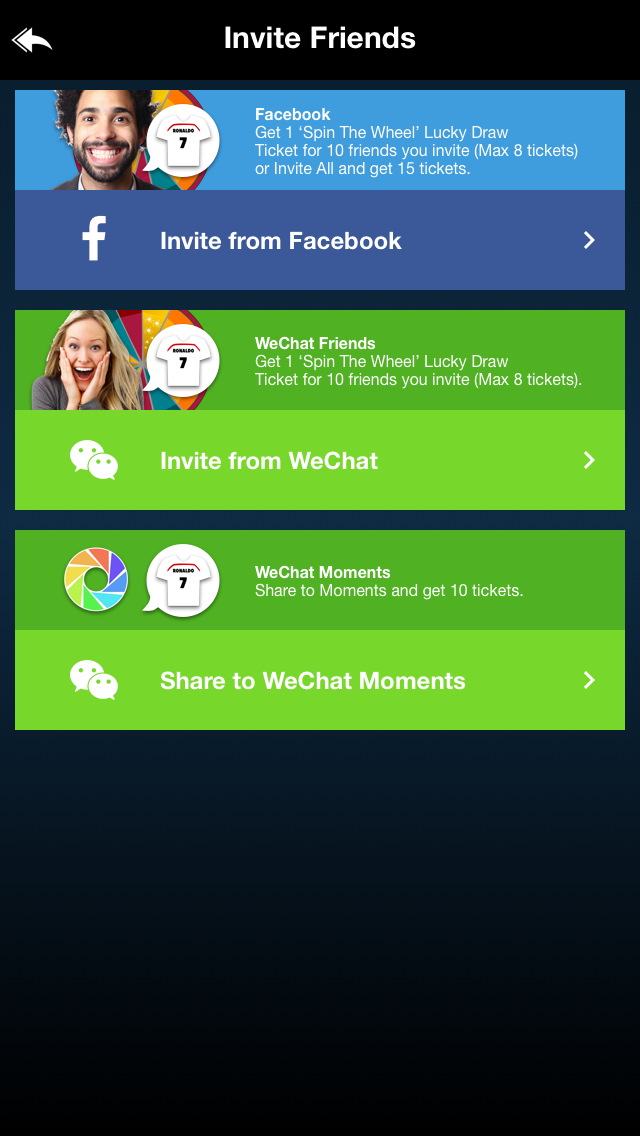 Invite Friends
RONALDO
7
Facebook
Get 1 ‘Spin The Wheel’ Lucky Draw
Ticket for 10 friends you invite (Max 8 tickets)
or Invite All and get 15 tickets.
f
Invite from Facebook
RONALDO
7
WeChat Friends
Get 1 ‘Spin The Wheel’ Lucky Draw
Ticket for 10 friends you invite (Max 8 tickets).
Invite from WeChat
RONALDO
7
WeChat Moments
Share to Moments and get 10 tickets.
Share to WeChat Moments